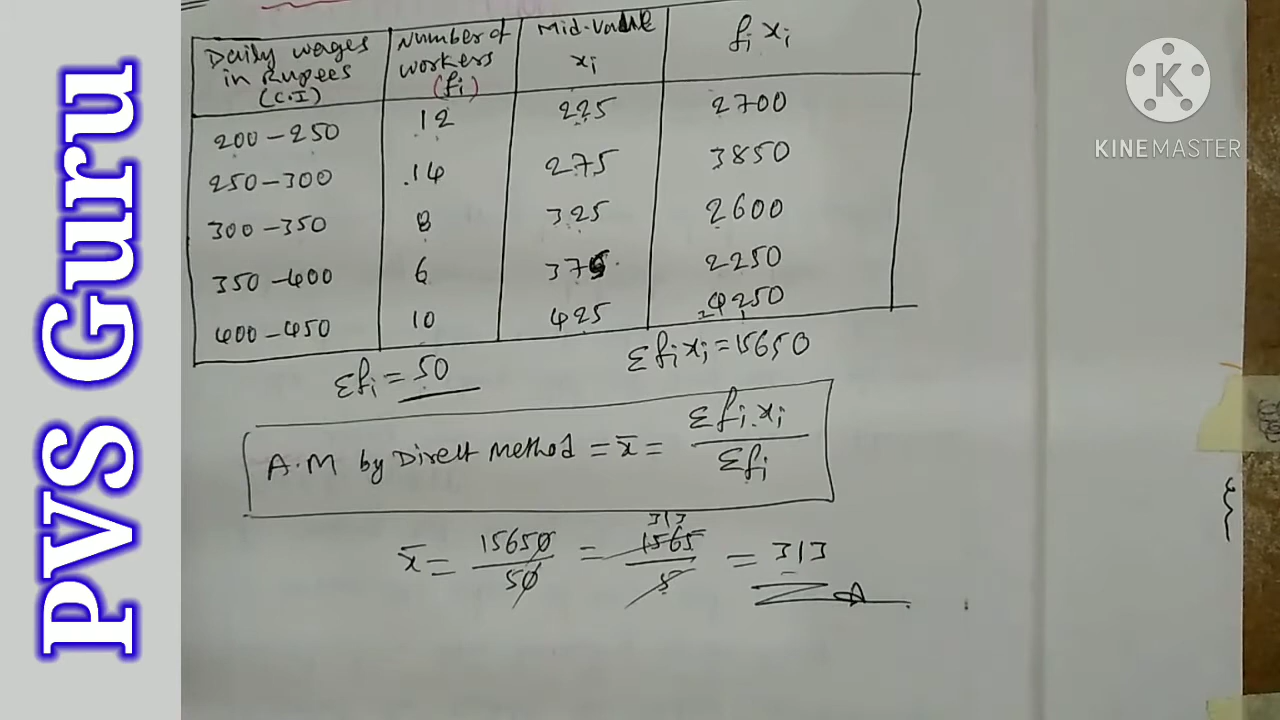 PVS Guru
KINEMASTER
Daily wages in Rupees (C.I) Number of workers (fi) Mid-value xi fi xi
200-250 12 225 2700
250-300 14 275 3850
300-350 8 325 2600
350-400 6 375 2250
400-450 10 425 4250
Σfi = 50 Σfixi = 15650
A.M by Direct Method = x̄ = Σfi.xi / Σfi
x̄ = 15650/50 = 1565/5 = 313
313